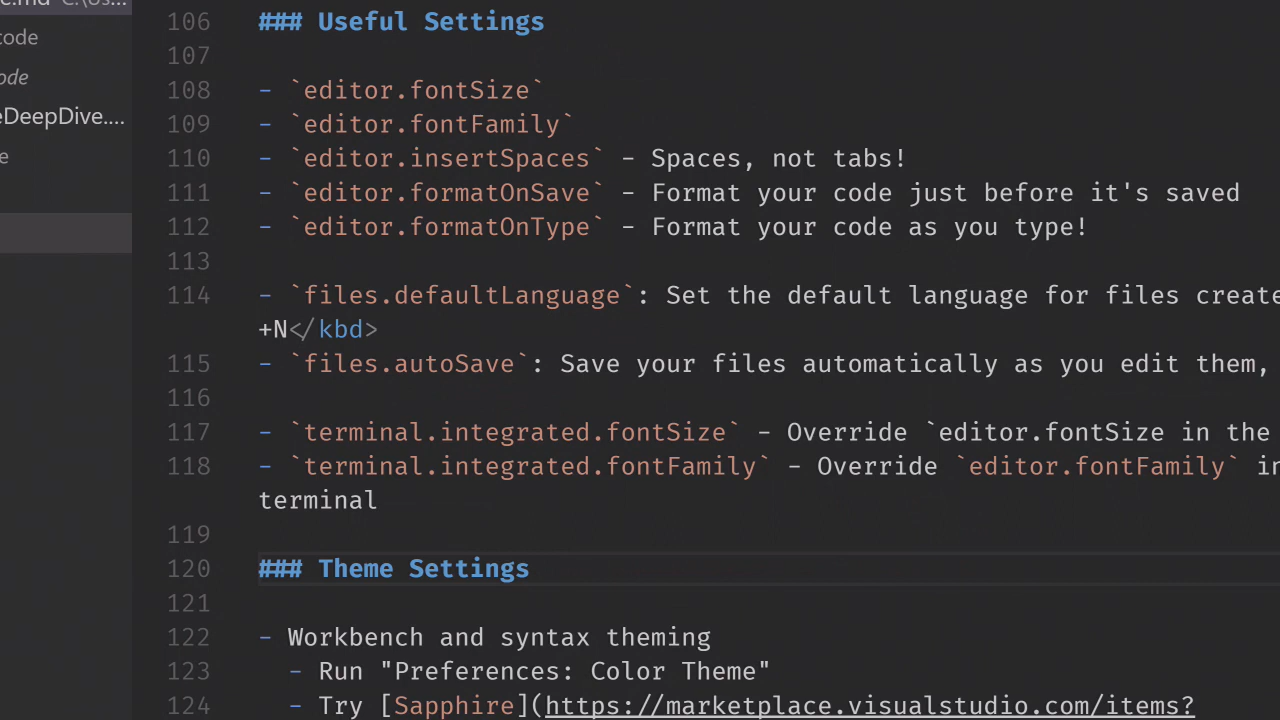 code
ode
eDeepDive....
e
106 ### Useful Settings
107
108 - `editor.fontSize`
109 - `editor.fontFamily`
110 - `editor.insertSpaces` - Spaces, not tabs!
111 - `editor.formatOnSave` - Format your code just before it's saved
112 - `editor.formatOnType` - Format your code as you type!
113
114 - `files.defaultLanguage`: Set the default language for files create
+N</kbd>
115 - `files.autoSave`: Save your files automatically as you edit them,
116
117 - `terminal.integrated.fontSize` - Override `editor.fontSize in the
118 - `terminal.integrated.fontFamily` - Override `editor.fontFamily` in
terminal
119
120 ### Theme Settings
121
122 - Workbench and syntax theming
123 - Run "Preferences: Color Theme"
124 - Try [Sapphire](https://marketplace.visualstudio.com/items?